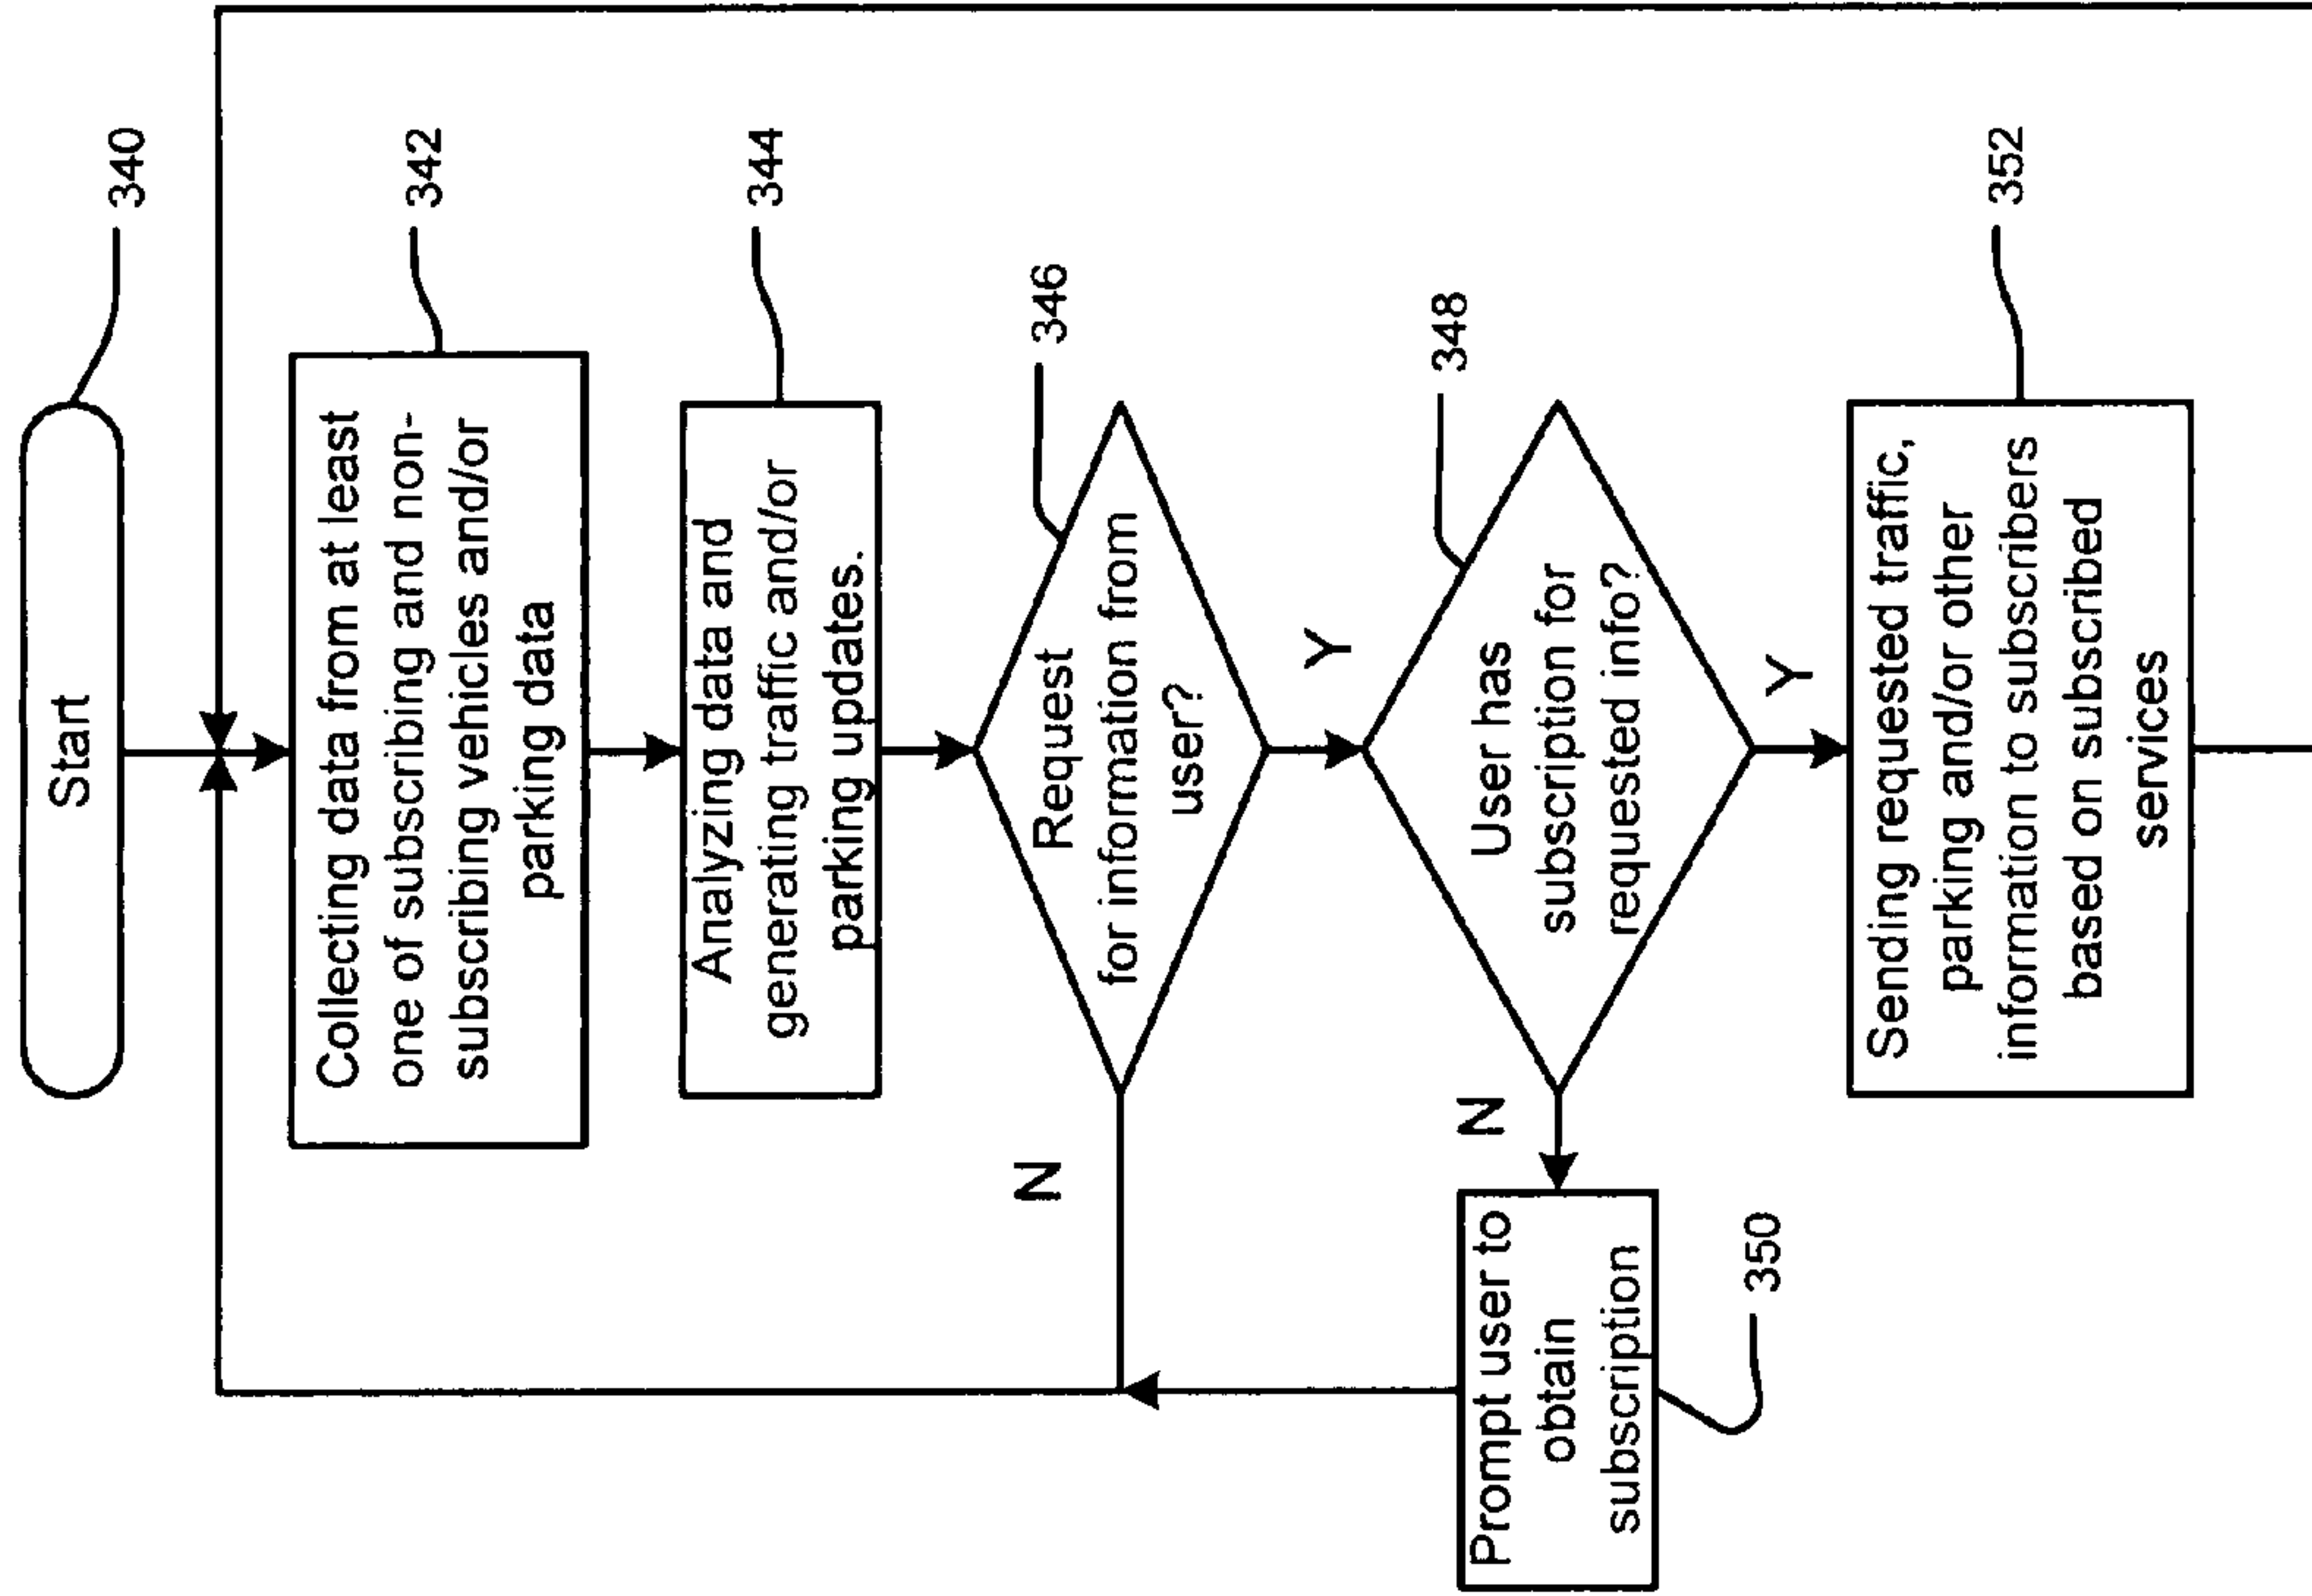 Start
340
Collecting data from at least
one of subscribing and non-
subscribing vehicles and/or
parking data
342
Analyzing data and
generating traffic and/or
parking updates.
344
Request
for information from
user?
346
N
Y
User has
subscription for
requested info?
348
N
Y
Prompt user to
obtain
subscription
350
Sending requested traffic,
parking and/or other
information to subscribers
based on subscribed
services
352